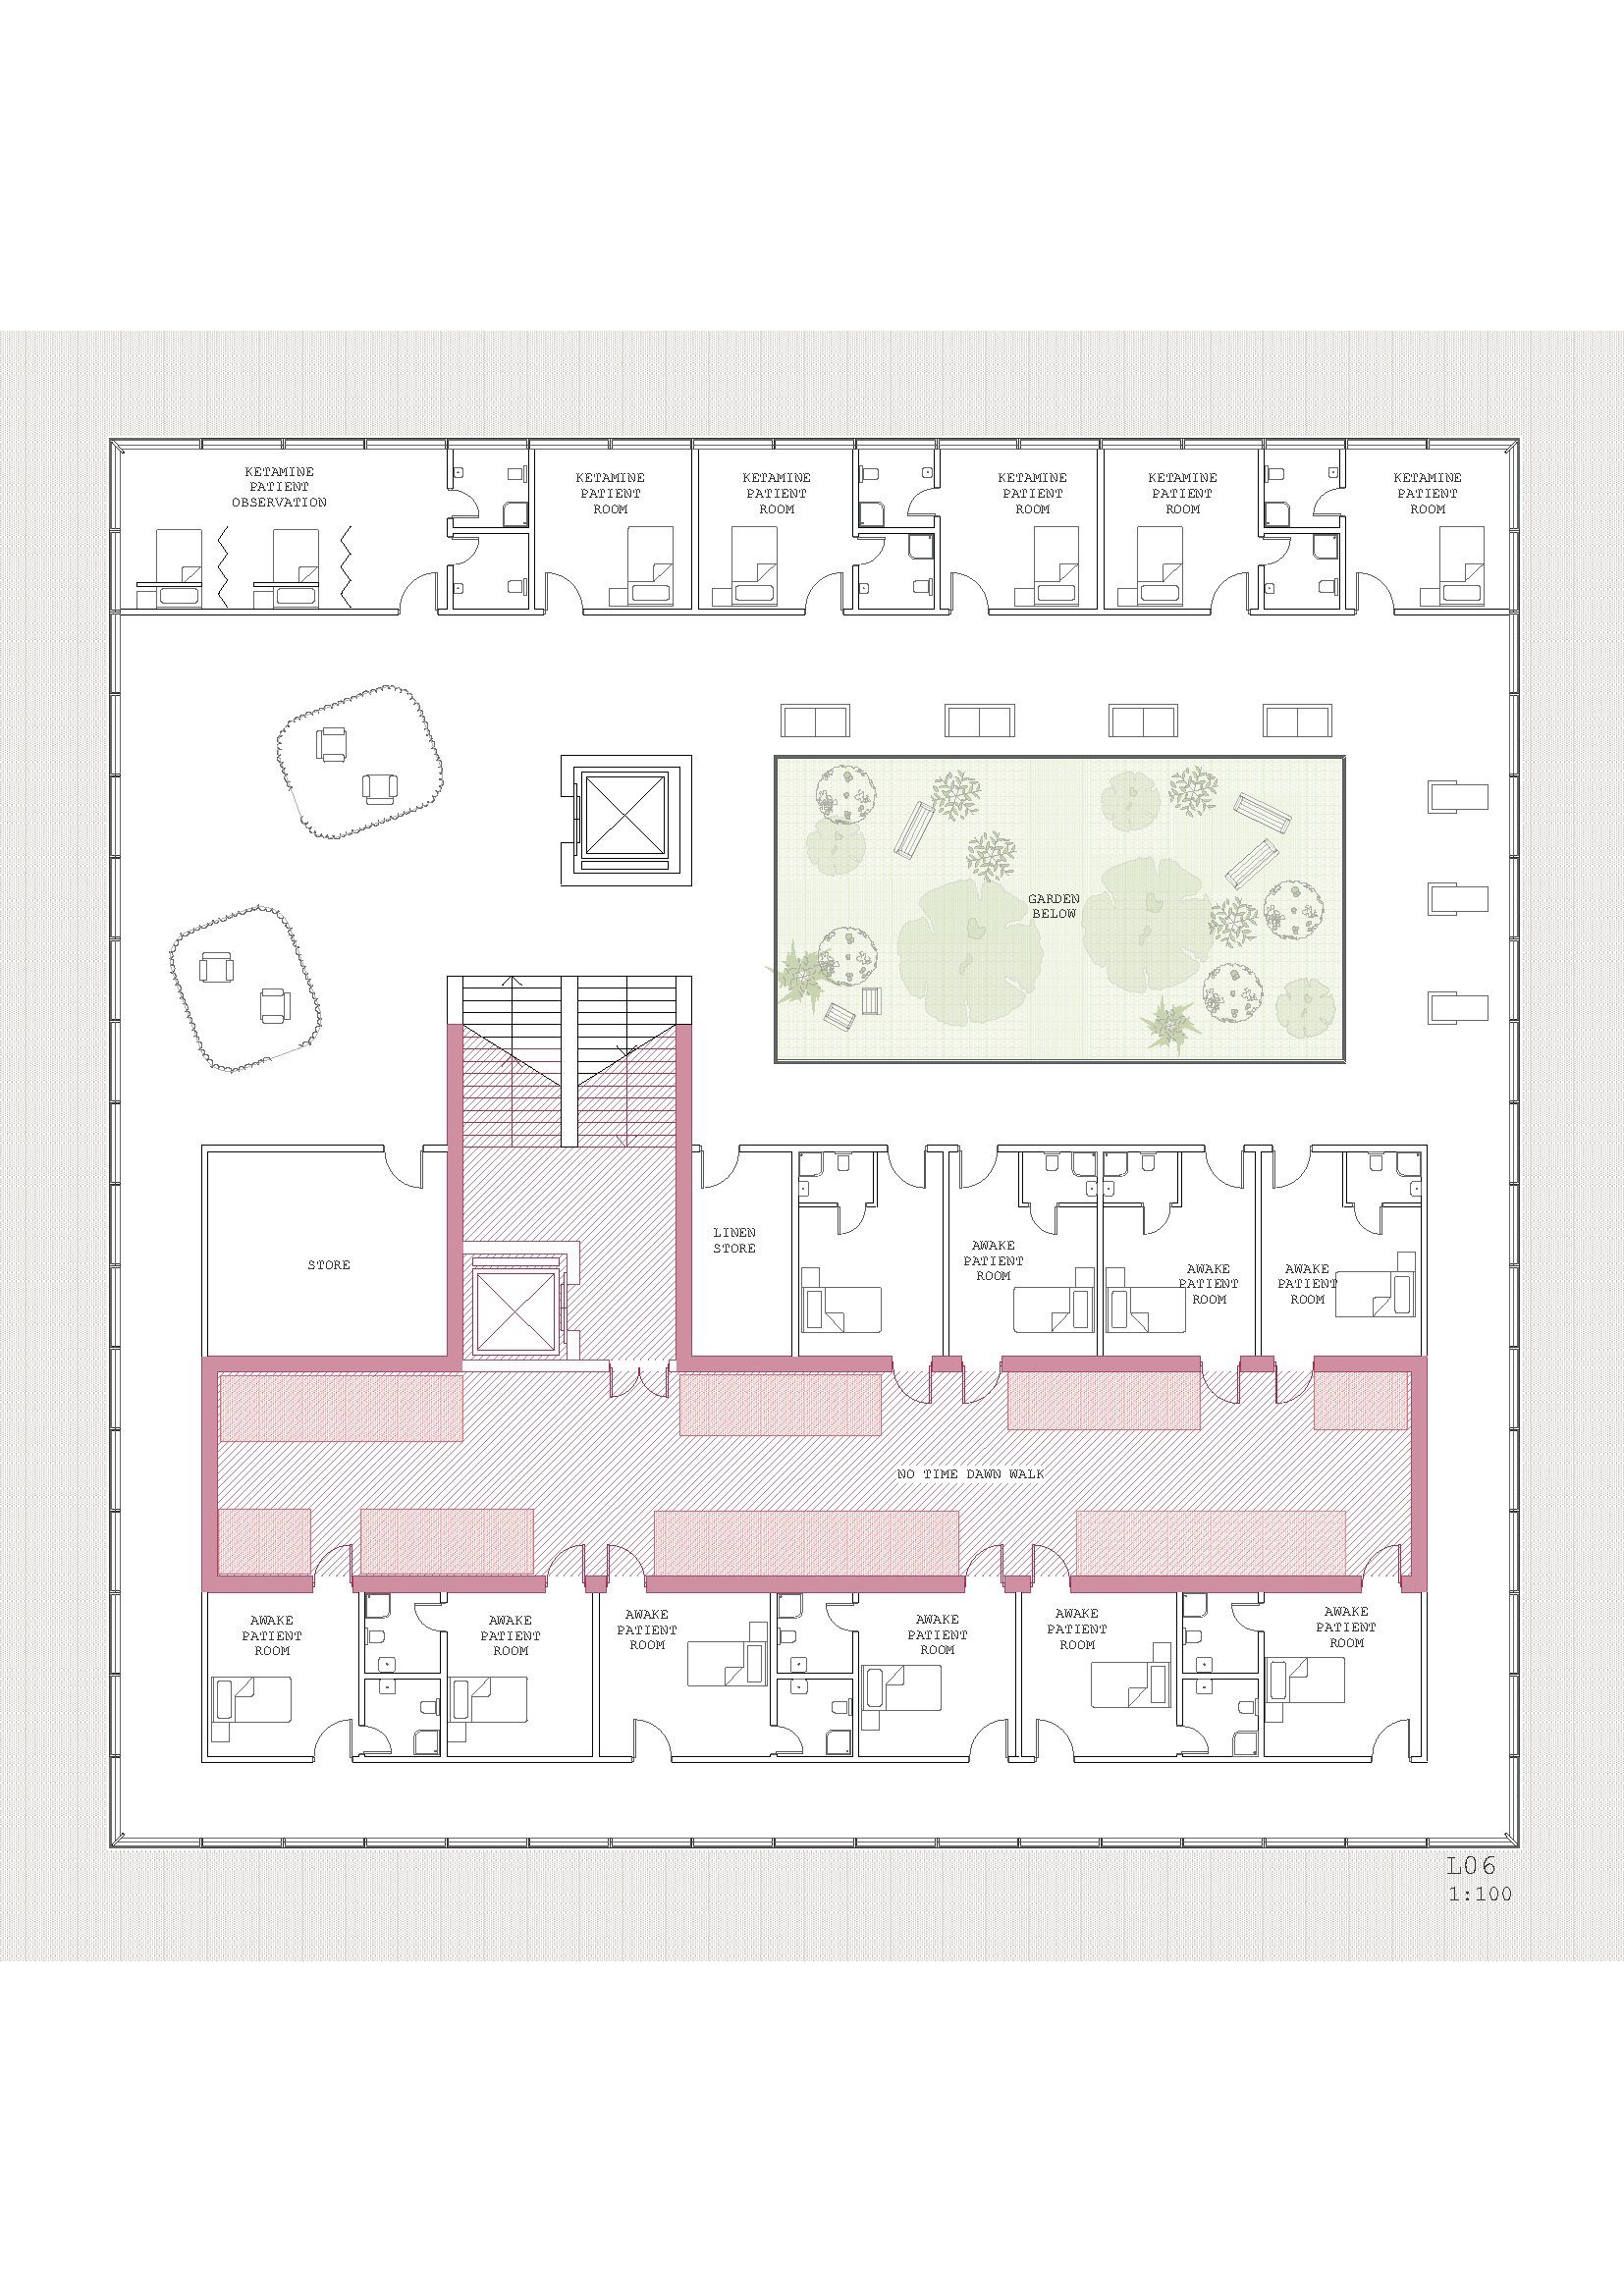 KETAMINE
PATIENT
OBSERVATION
KETAMINE
PATIENT
ROOM
KETAMINE
PATIENT
ROOM
KETAMINE
PATIENT
ROOM
KETAMINE
PATIENT
ROOM
KETAMINE
PATIENT
ROOM
GARDEN
BELOW
STORE
LINEN
STORE
AWAKE
PATIENT
ROOM
AWAKE
PATIENT
ROOM
AWAKE
PATIENT
ROOM
NO TIME DAWN WALK
AWAKE
PATIENT
ROOM
AWAKE
PATIENT
ROOM
AWAKE
PATIENT
ROOM
AWAKE
PATIENT
ROOM
AWAKE
PATIENT
ROOM
AWAKE
PATIENT
ROOM
L06
1:100